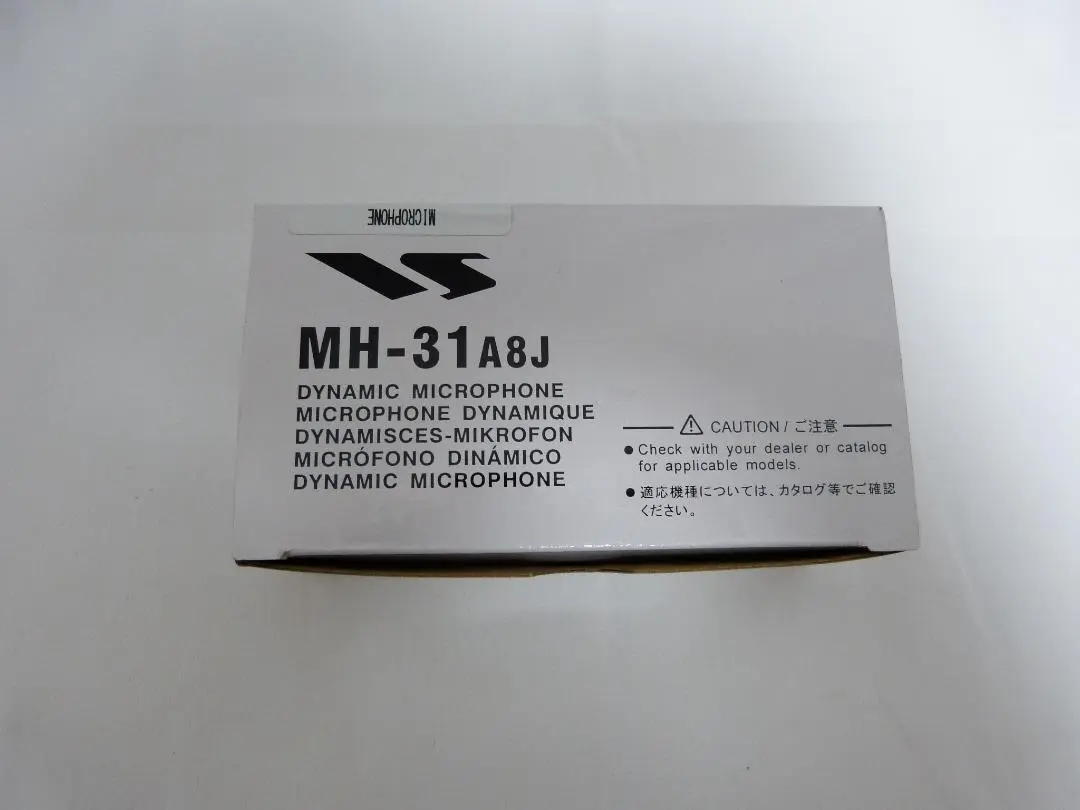 MICROPHONE
VS
MH-31A8J
DYNAMIC MICROPHONE
MICROPHONE DYNAMIQUE
DYNAMISCES-MIKROFON
MICRÓFONO DINÁMICO
DYNAMIC MICROPHONE
CAUTION / ご注意
● Check with your dealer or catalog
for applicable models.
● 適応機種については、カタログ等でご確認
ください。